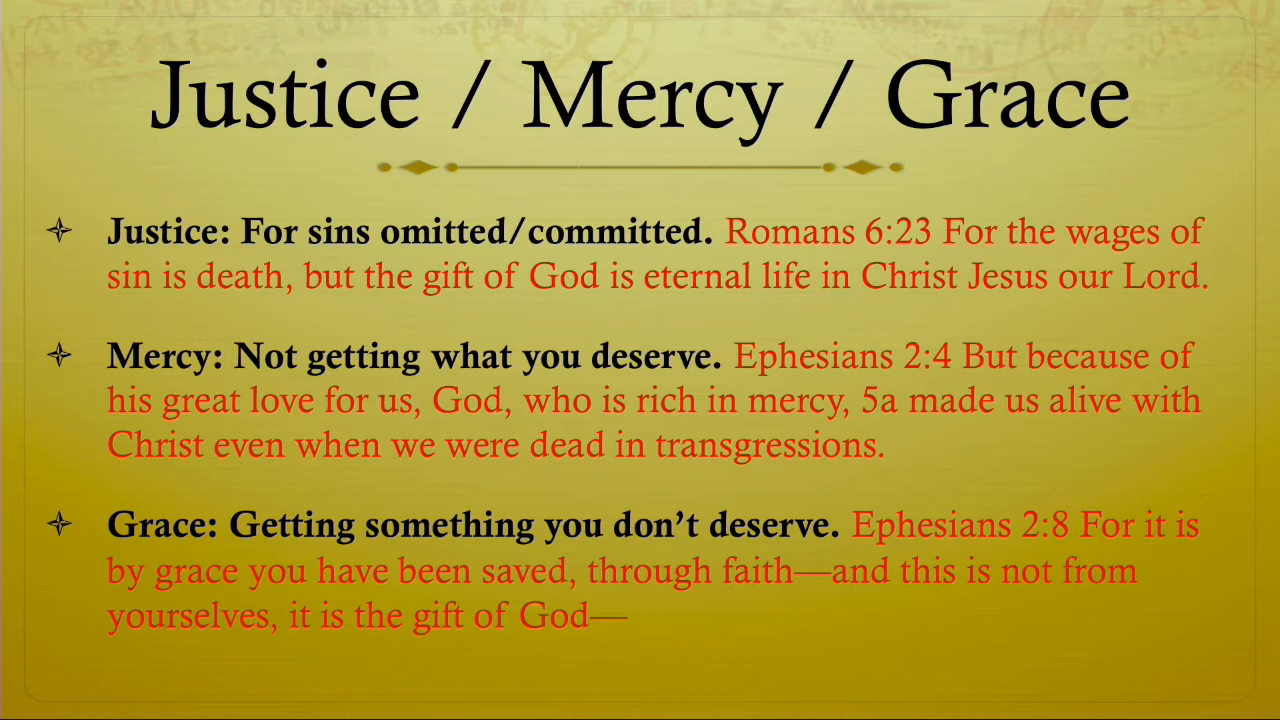 Justice / Mercy / Grace
Justice: For sins omitted/committed. Romans 6:23 For the wages of
sin is death, but the gift of God is eternal life in Christ Jesus our Lord.
Mercy: Not getting what you deserve. Ephesians 2:4 But because of
his great love for us, God, who is rich in mercy, 5a made us alive with
Christ even when we were dead in transgressions.
Grace: Getting something you don’t deserve. Ephesians 2:8 For it is
by grace you have been saved, through faith—and this is not from
yourselves, it is the gift of God—